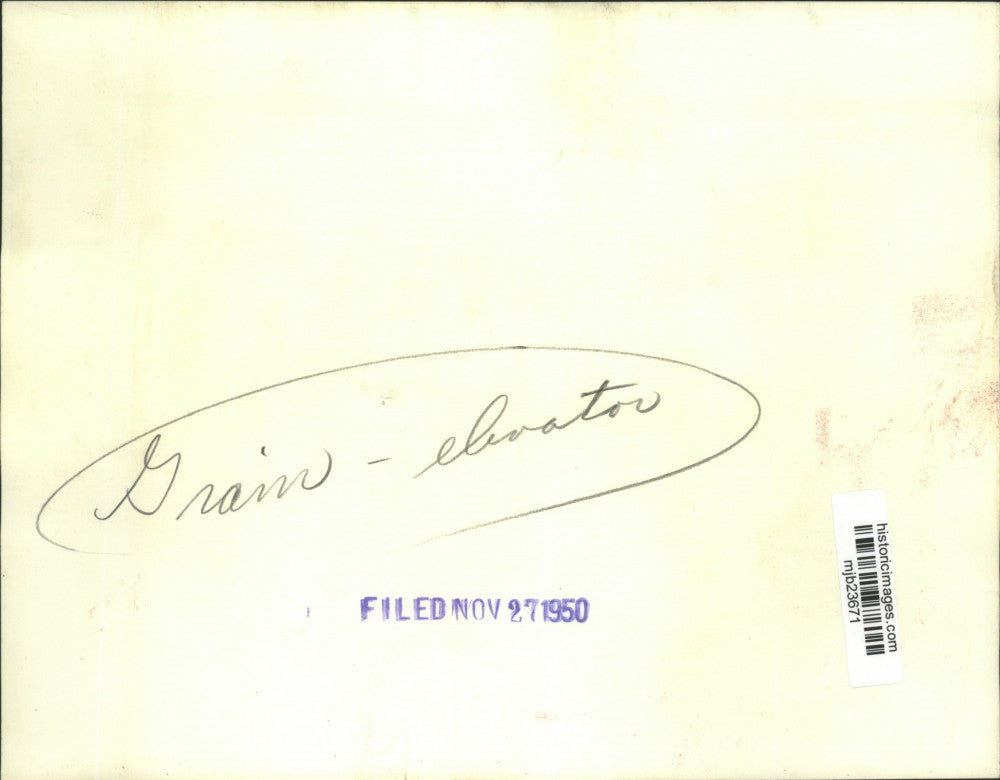 Grain - elevator
FILED NOV 27 1950
historicimages.com
mjb23671